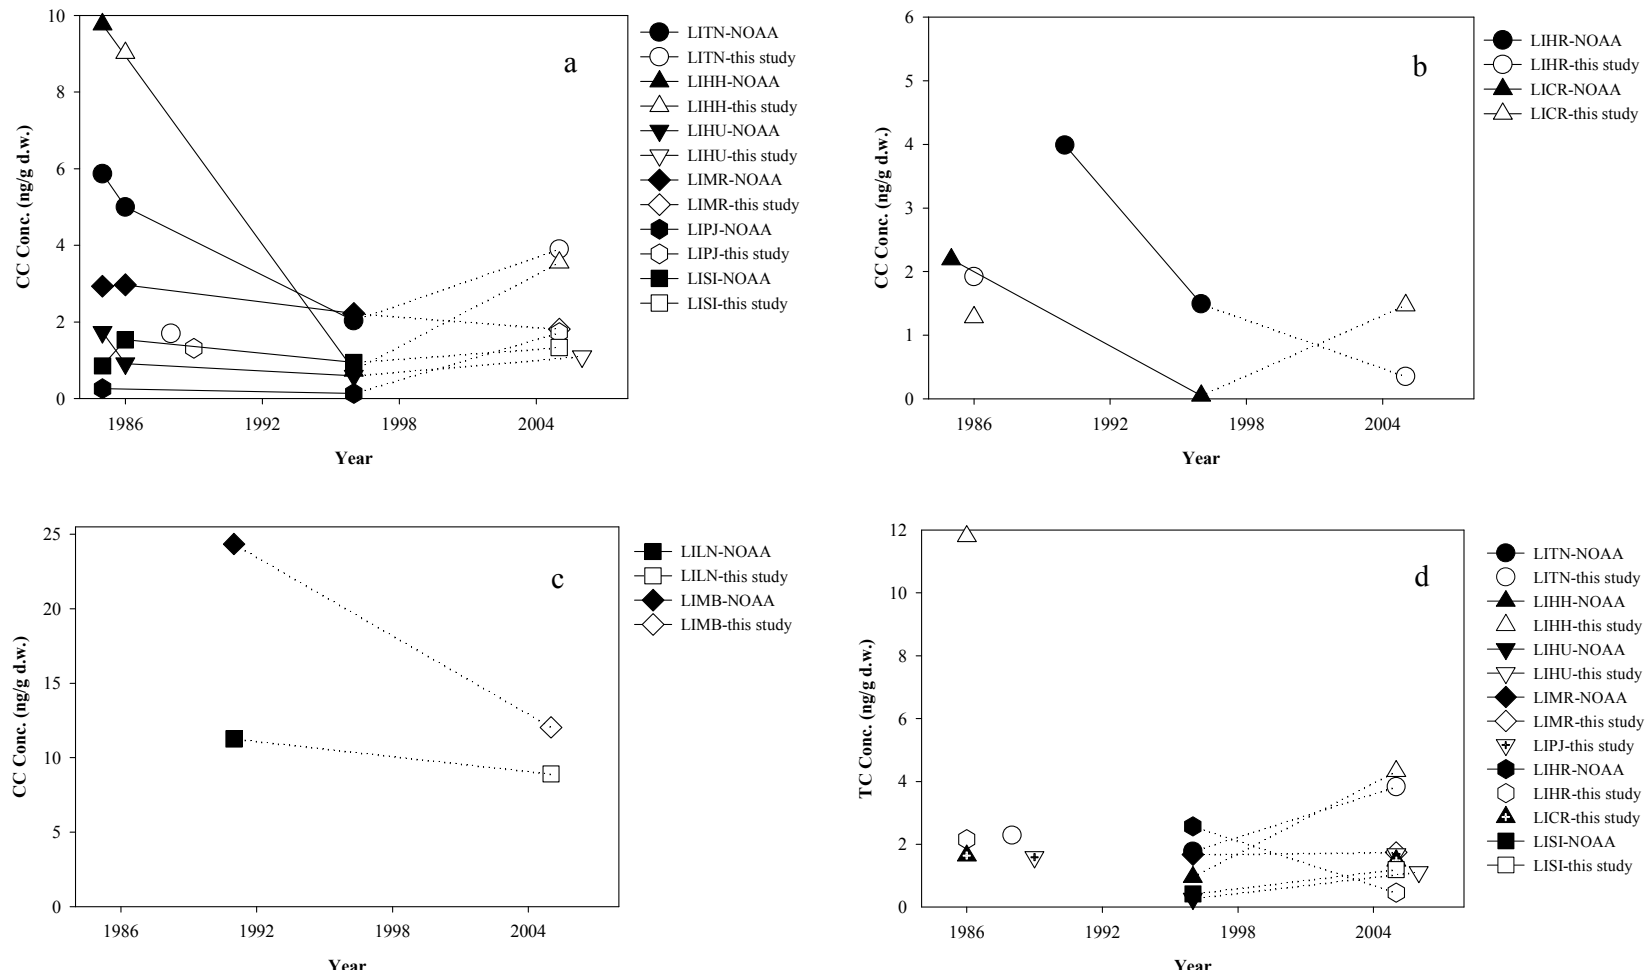 10
8
6
4
2
0
CC Conc. (ng/g d.w.)
1986
1992
1998
2004
Year
a
LITN-NOAA
LITN-this study
LIHH-NOAA
LIHH-this study
LIHU-NOAA
LIHU-this study
LIMR-NOAA
LIMR-this study
LIPJ-NOAA
LIPJ-this study
LISI-NOAA
LISI-this study
6
5
4
3
2
1
0
CC Conc. (ng/g d.w.)
1986
1992
1998
2004
Year
b
LIHR-NOAA
LIHR-this study
LICR-NOAA
LICR-this study
25
20
15
10
5
0
CC Conc. (ng/g d.w.)
1986
1992
1998
2004
Year
c
LILN-NOAA
LILN-this study
LIMB-NOAA
LIMB-this study
12
10
8
6
4
2
0
TC Conc. (ng/g d.w.)
1986
1992
1998
2004
Year
d
LITN-NOAA
LITN-this study
LIHH-NOAA
LIHH-this study
LIHU-NOAA
LIHU-this study
LIMR-NOAA
LIMR-this study
LIPJ-this study
LIHR-NOAA
LIHR-this study
LICR-this study
LISI-NOAA
LISI-this study